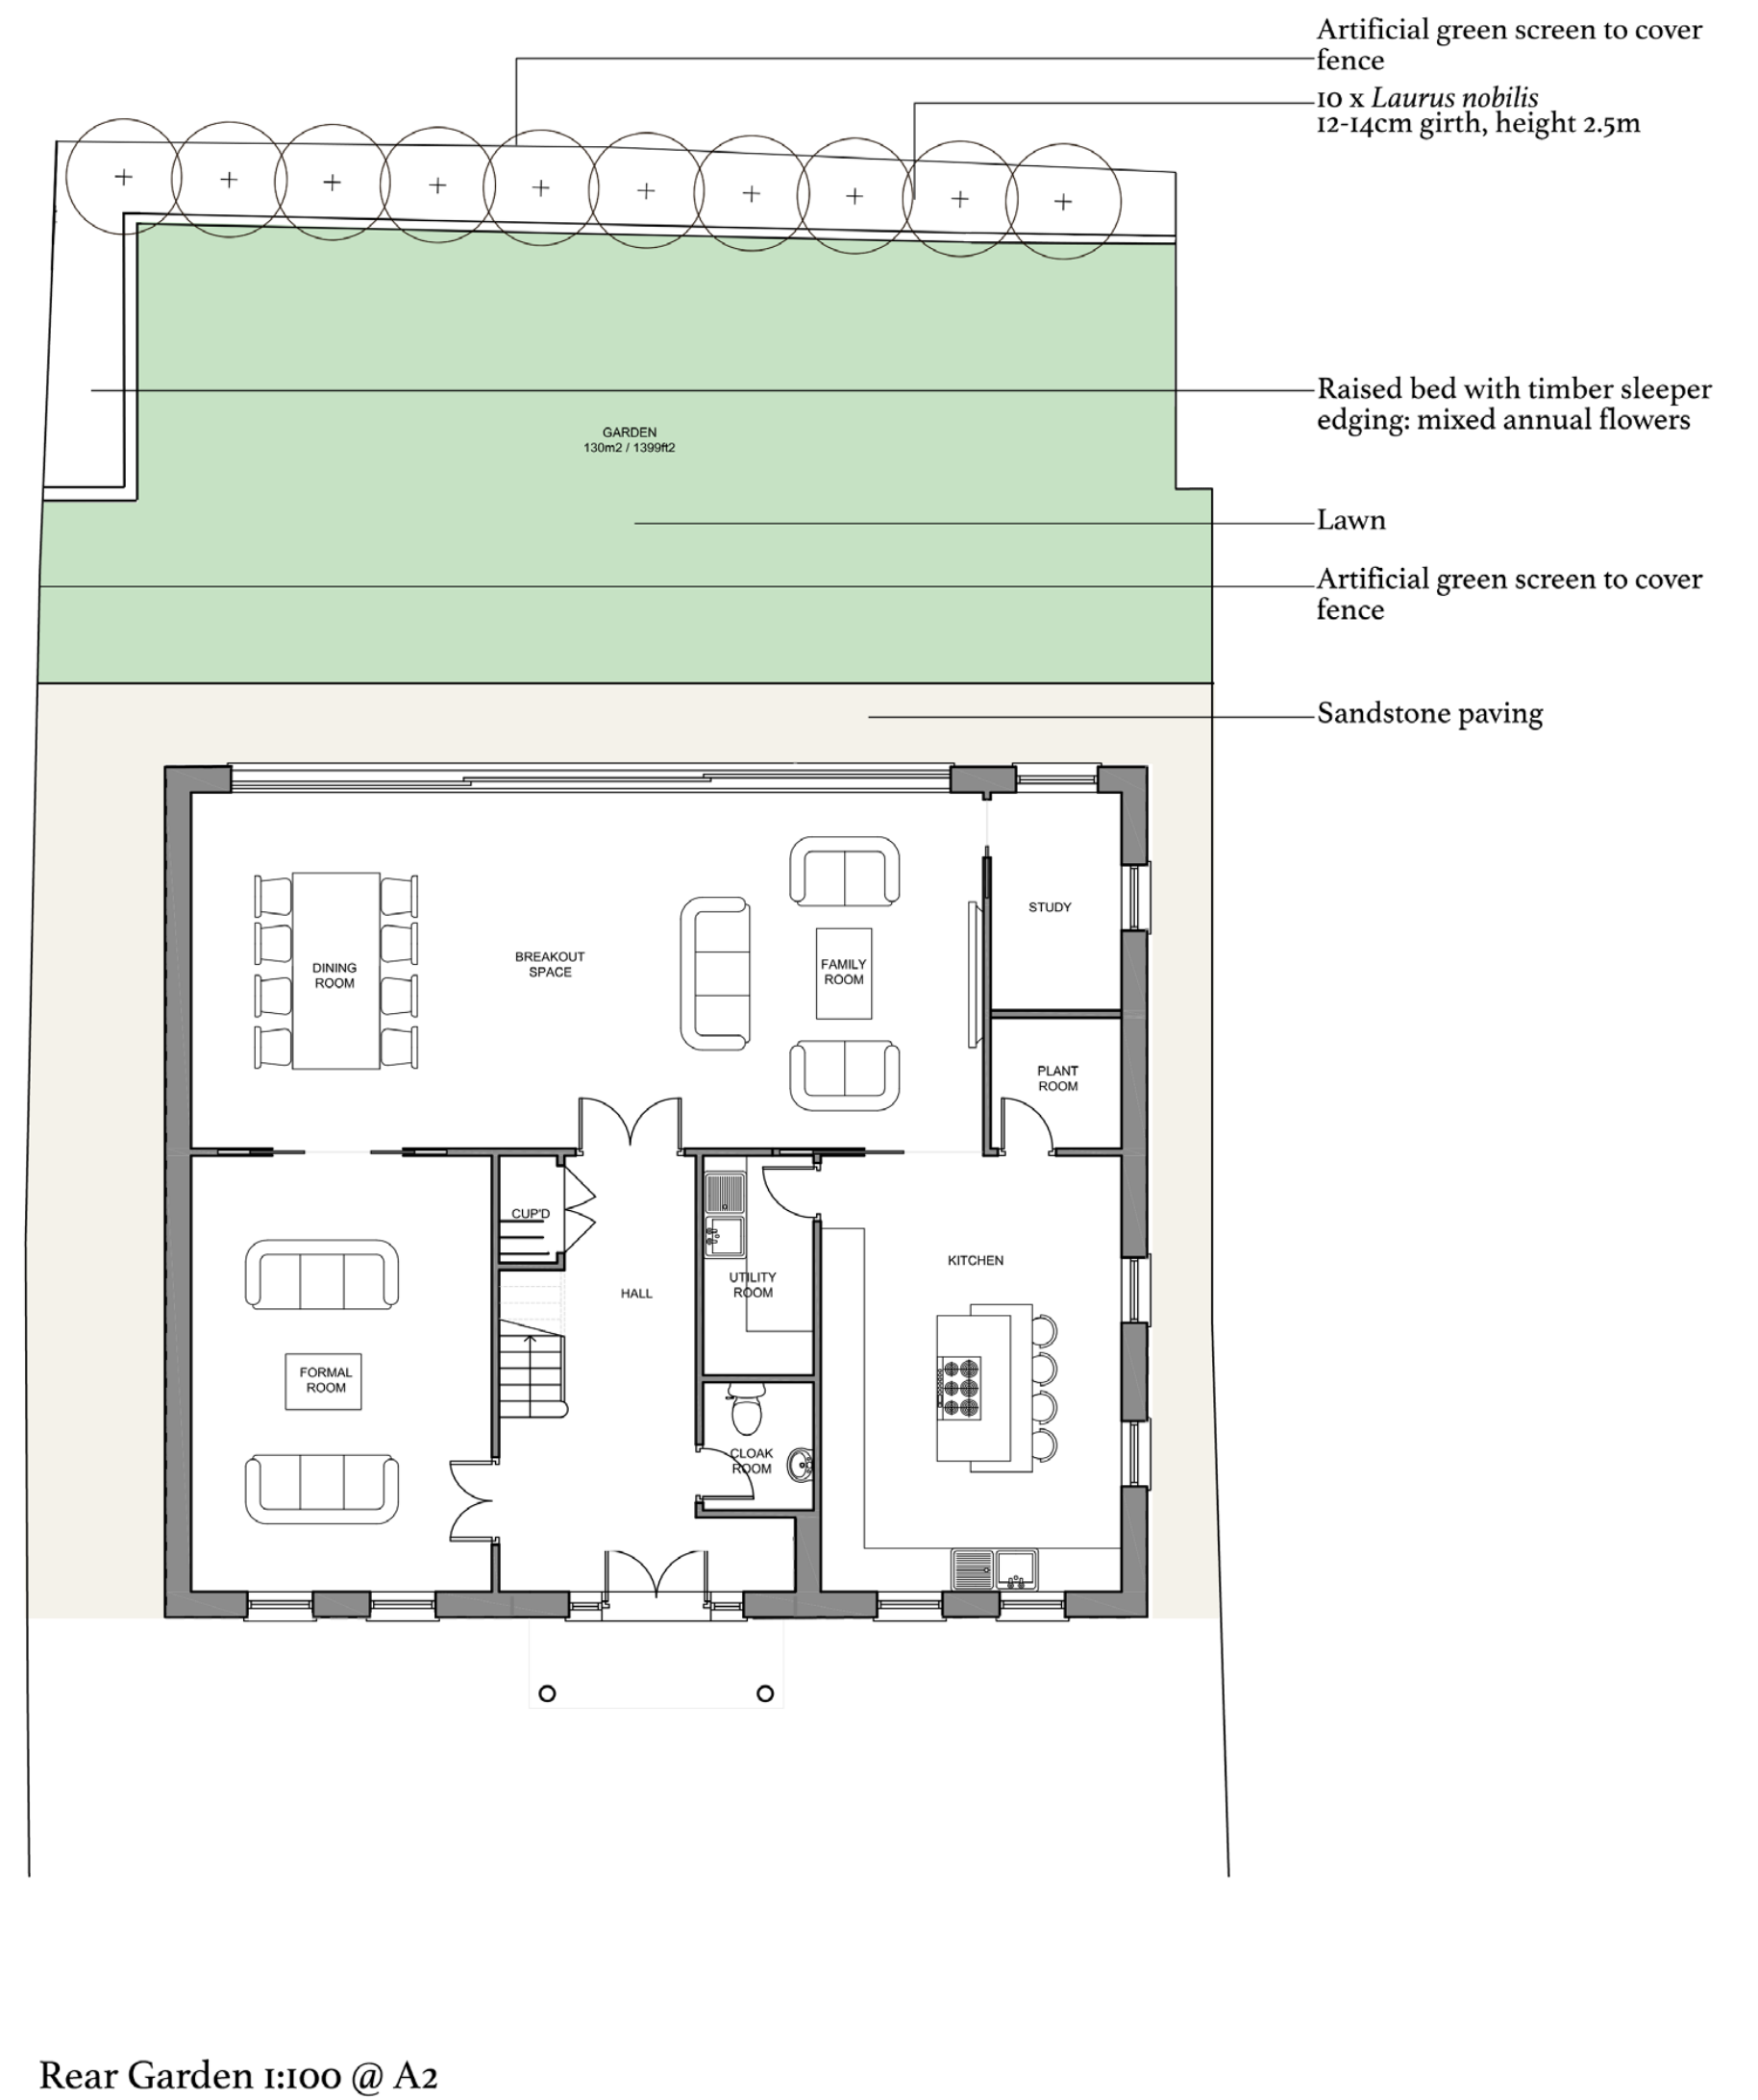 Artificial green screen to cover
fence
10 x Laurus nobilis
12-14cm girth, height 2.5m
Raised bed with timber sleeper
edging: mixed annual flowers
GARDEN
130m2 / 1399ft2
Lawn
Artificial green screen to cover
fence
Sandstone paving
STUDY
BREAKOUT
SPACE
DINING
ROOM
FAMILY
ROOM
PLANT
ROOM
CUP'D
KITCHEN
UTILITY
ROOM
HALL
FORMAL
ROOM
CLOAK
ROOM
Rear Garden 1:100 @ A2